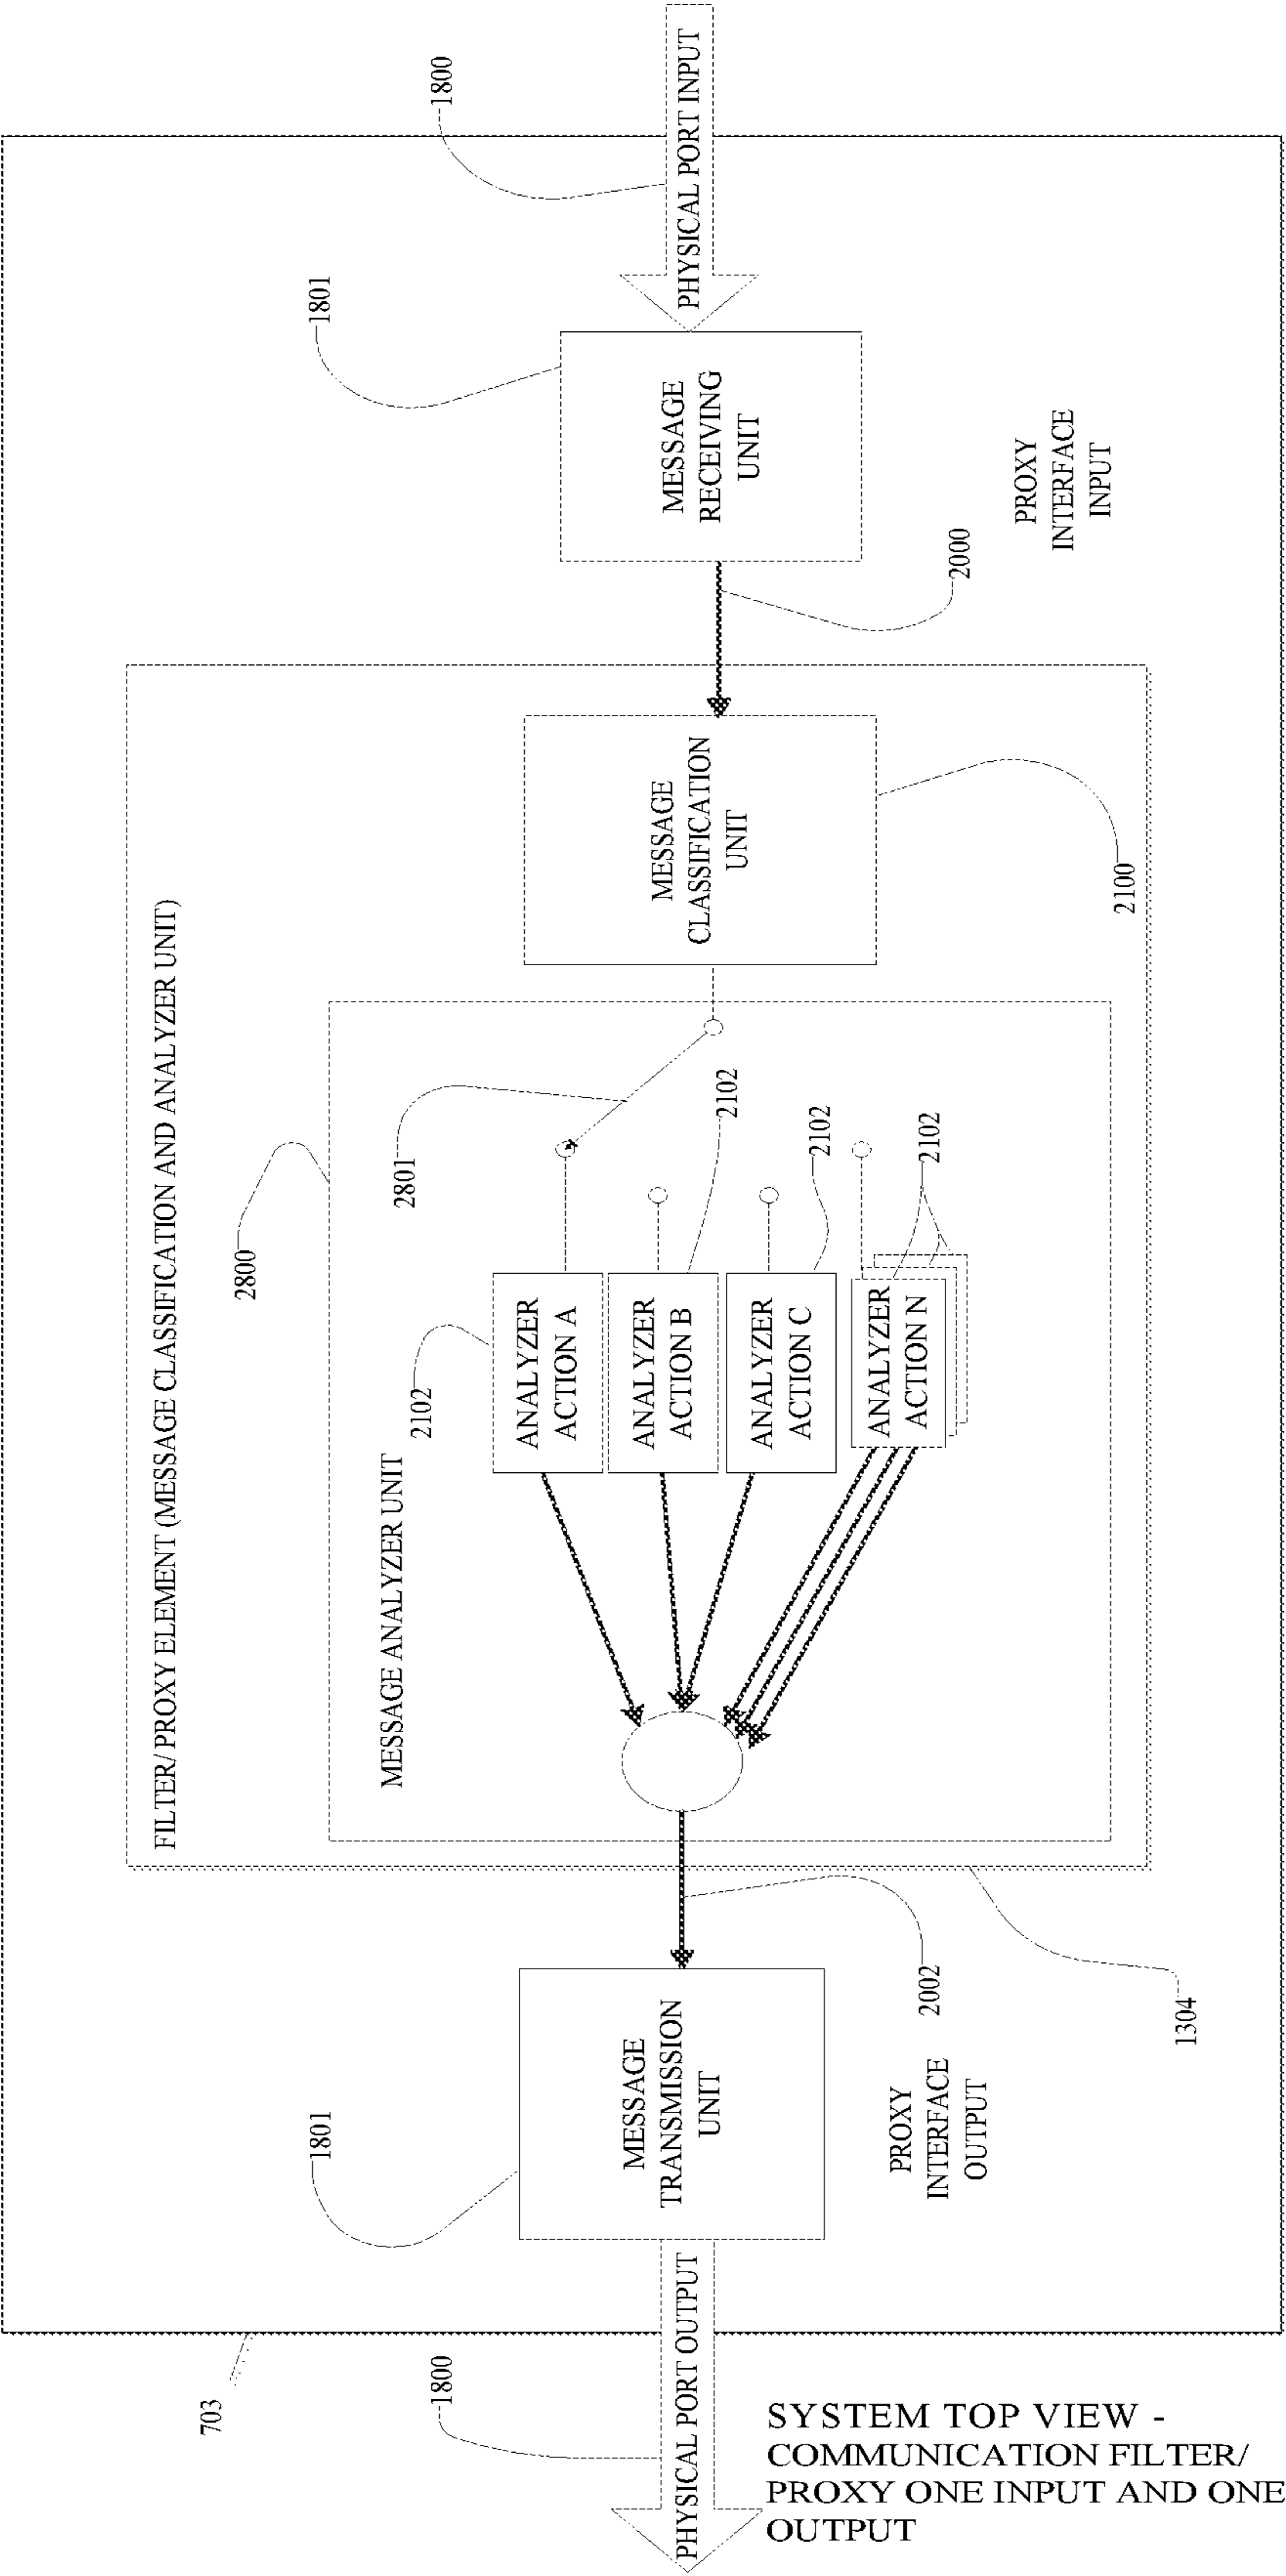 1800
PHYSICAL PORT INPUT
1801
MESSAGE
RECEIVING
UNIT
PROXY
INTERFACE
INPUT
2000
FILTER/ PROXY ELEMENT (MESSAGE CLASSIFICATION AND ANALYZER UNIT)
MESSAGE
CLASSIFICATION
UNIT
2100
2800
2801
MESSAGE ANALYZER UNIT
2102
2102
2102
2102
ANALYZER
ACTION A
ANALYZER
ACTION B
ANALYZER
ACTION C
ANALYZER
ACTION N
2002
1304
1801
MESSAGE
TRANSMISSION
UNIT
PROXY
INTERFACE
OUTPUT
703
1800
PHYSICAL PORT OUTPUT
SYSTEM TOP VIEW -
COMMUNICATION FILTER/
PROXY ONE INPUT AND ONE
OUTPUT